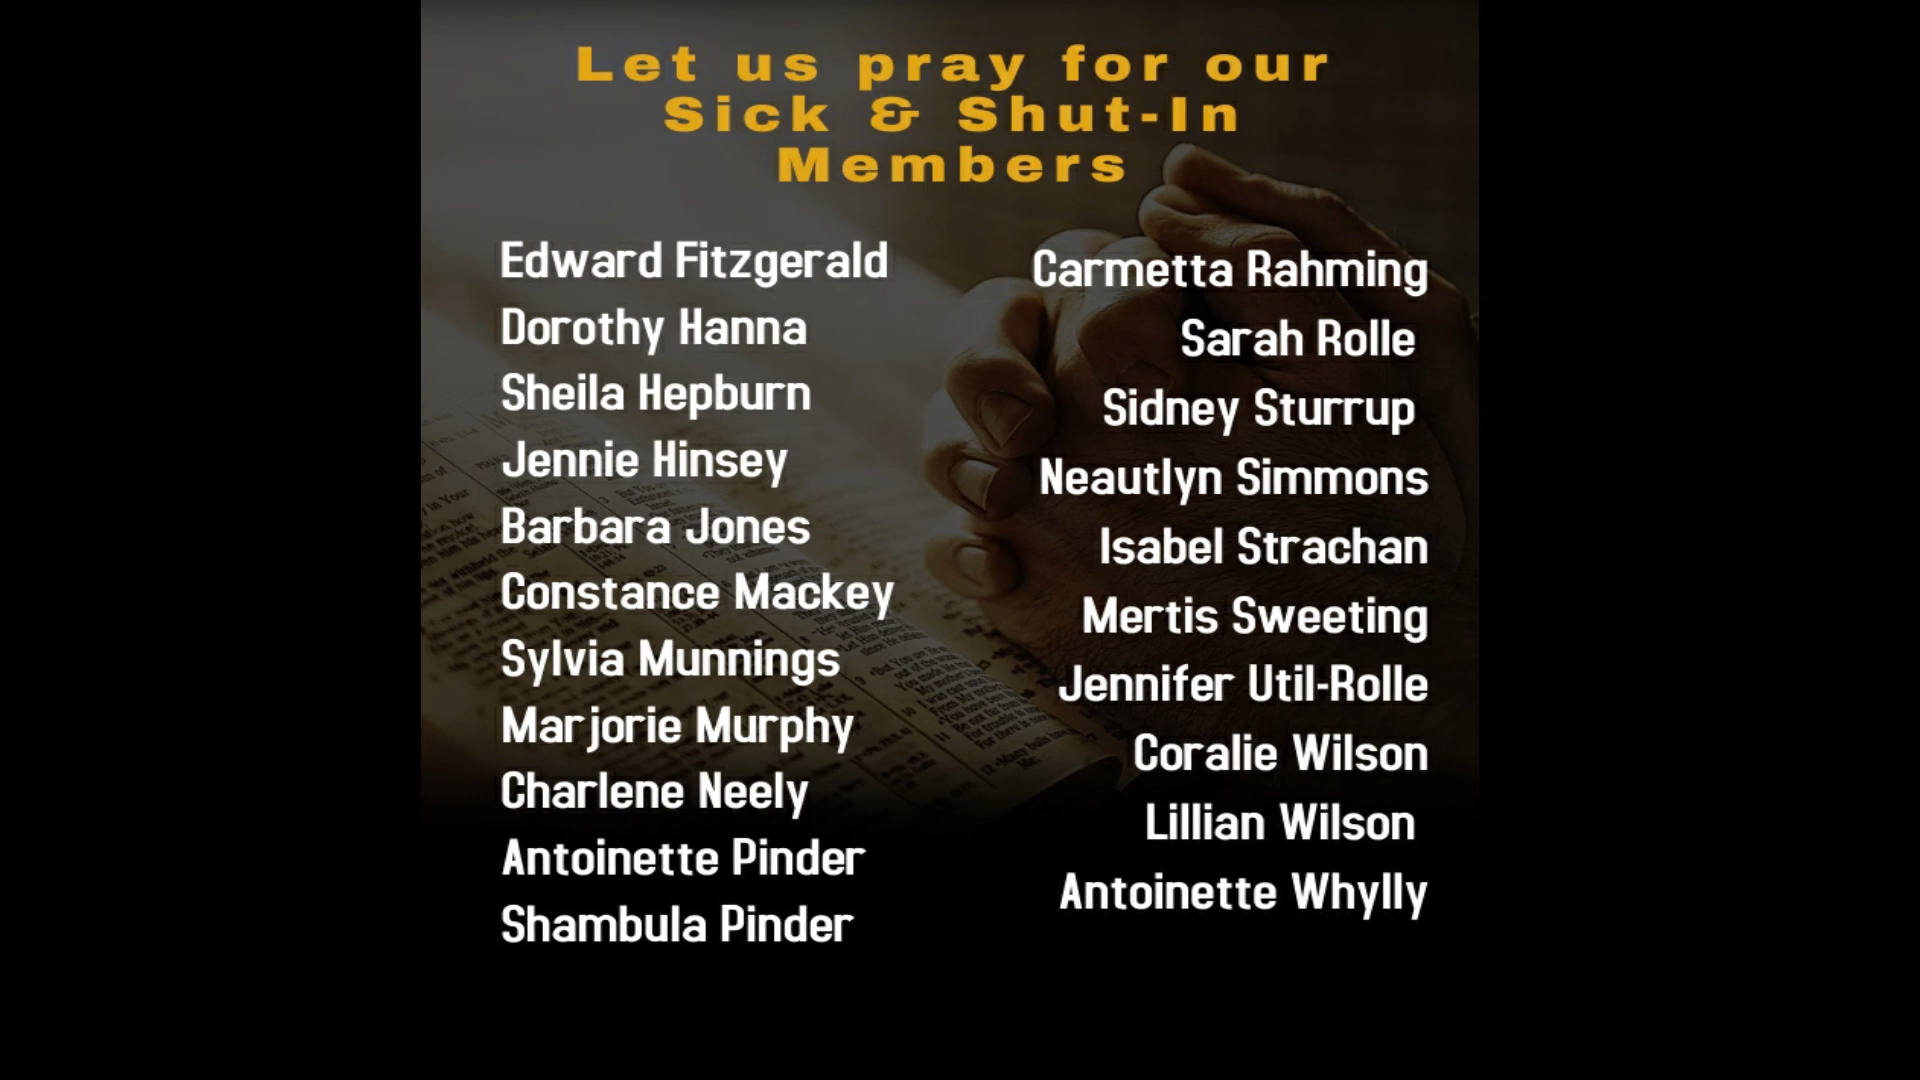 Let us pray for our
Sick & Shut-In
Members
Edward Fitzgerald
Dorothy Hanna
Sheila Hepburn
Jennie Hinsey
Barbara Jones
Constance Mackey
Sylvia Munnings
Marjorie Murphy
Charlene Neely
Antoinette Pinder
Shambula Pinder
Carmetta Rahming
Sarah Rolle
Sidney Sturrup
Neautlyn Simmons
Isabel Strachan
Mertis Sweeting
Jennifer Util-Rolle
Coralie Wilson
Lillian Wilson
Antoinette Whylly